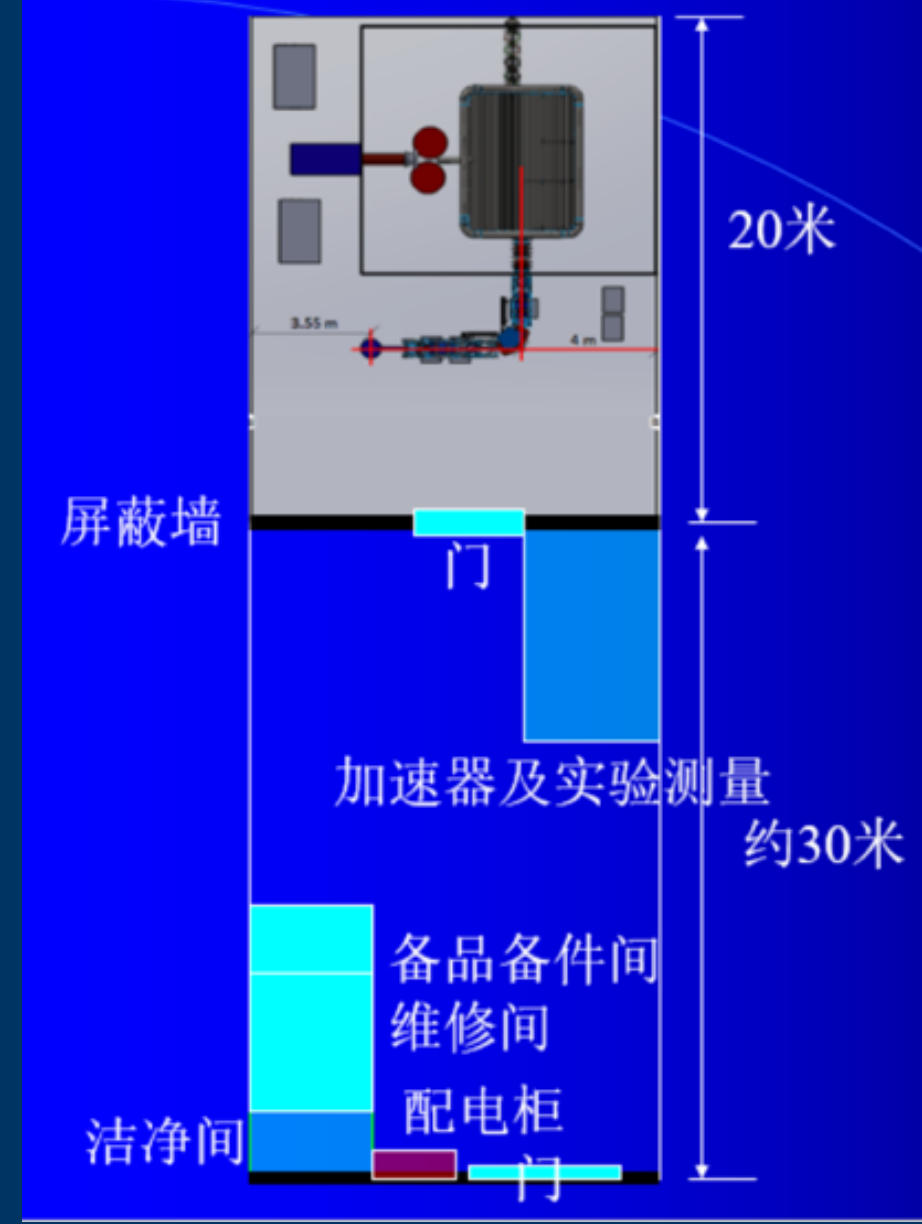 20米
3.55 m
4 m
屏蔽墙
门
加速器及实验测量
约30米
备品备件间
维修间
配电柜
洁净间
门